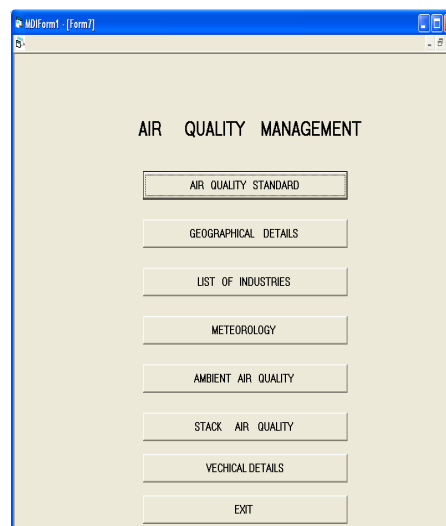 MDIForm1 - [Form7]
AIR QUALITY MANAGEMENT
AIR QUALITY STANDARD
GEOGRAPHICAL DETAILS
LIST OF INDUSTRIES
METEOROLOGY
AMBIENT AIR QUALITY
STACK AIR QUALITY
VECHICAL DETAILS
EXIT